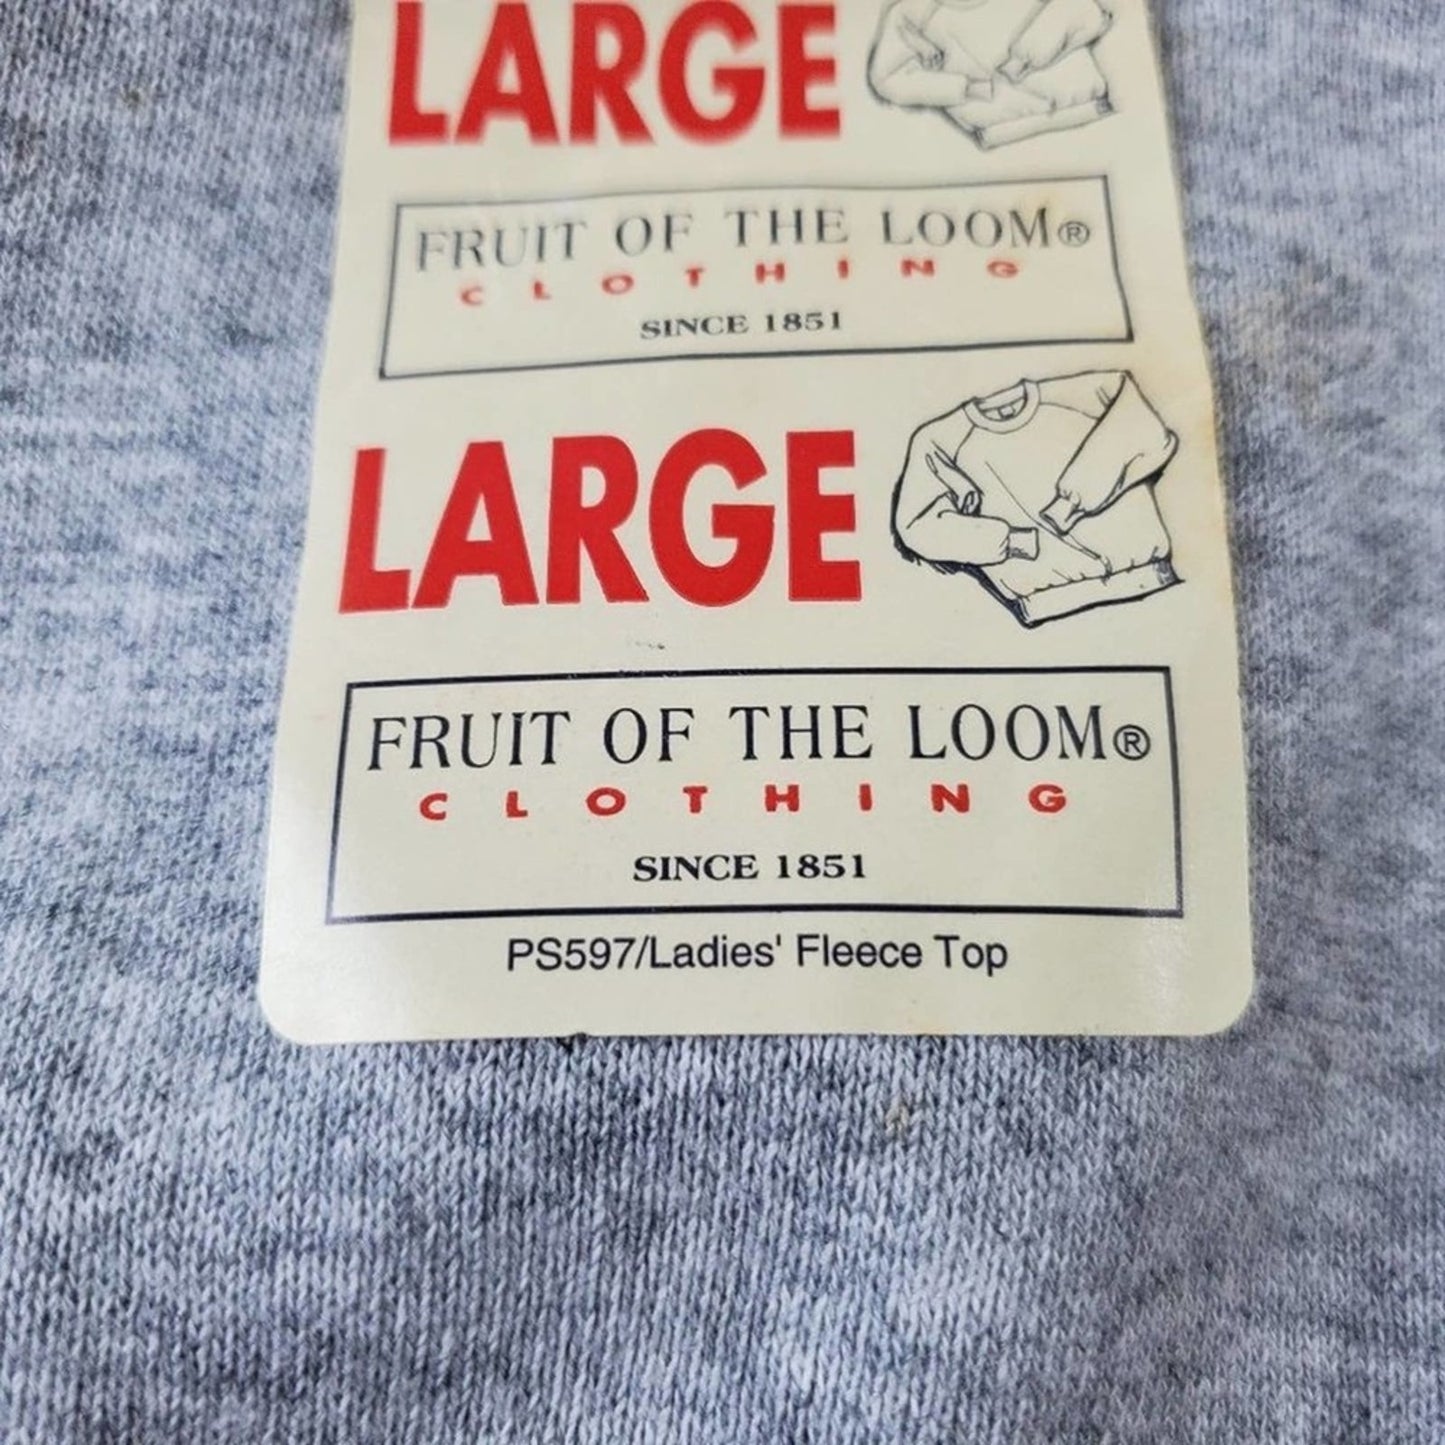 LARGE
FRUIT OF THE LOOM®
CLOTHING
SINCE 1851
LARGE
FRUIT OF THE LOOM®
CLOTHING
SINCE 1851
PS597/Ladies' Fleece Top